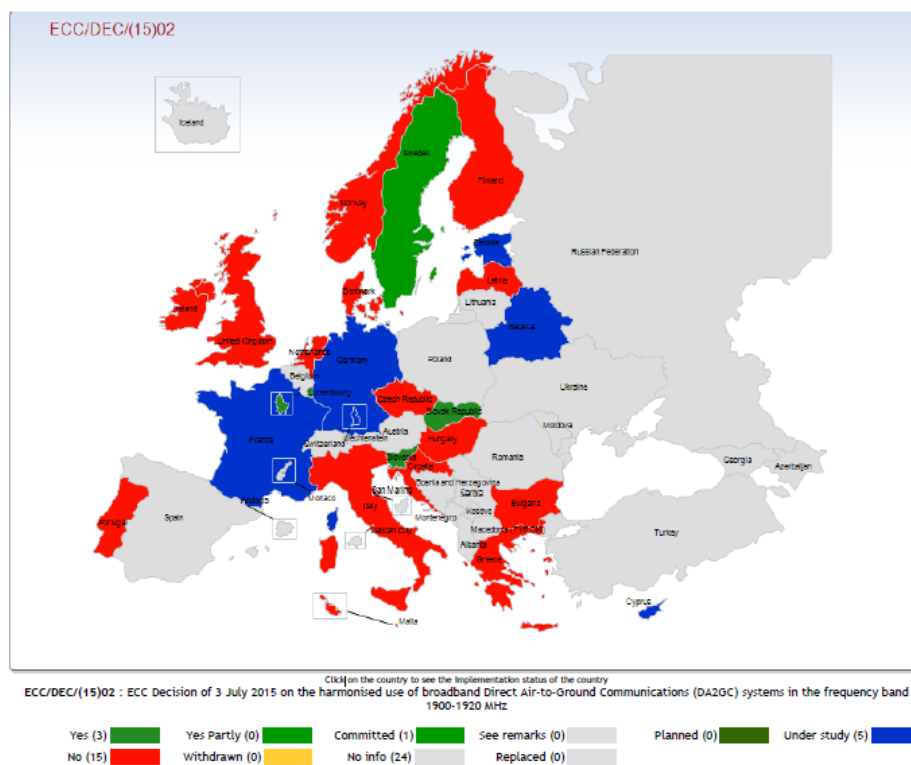 ECC/DEC/(15)02
Iceland
Sweden
Finland
Norway
Russian Federation
Estonia
Latvia
Denmark
Lithuania
Ireland
United Kingdom
Belarus
Netherlands
Germany
Poland
Belgium
Luxembourg
Ukraine
Czech Republic
Slovak Republic
Moldova
France
Austria
Switzerland
Liechtenstein
Hungary
Romania
Slovenia
Croatia
Georgia
Azerbaijan
Bosnia and Herzegovina
San Marino
Serbia
Monaco
Andorra
Italy
Kosovo
Bulgaria
Portugal
Spain
Montenegro
Vatican City
Turkey
Albania
Greece
Cyprus
Malta
Click on the country to see the implementation status of the country
ECC/DEC/(15)02 : ECC Decision of 3 July 2015 on the harmonised use of broadband Direct Air-to-Ground Communications (DA2GC) systems in the frequency band
1900-1920 MHz
Yes (3) Yes Partly (0) Committed (1) See remarks (0) Planned (0) Under study (5)
No (15) Withdrawn (0) No info (24) Replaced (0)